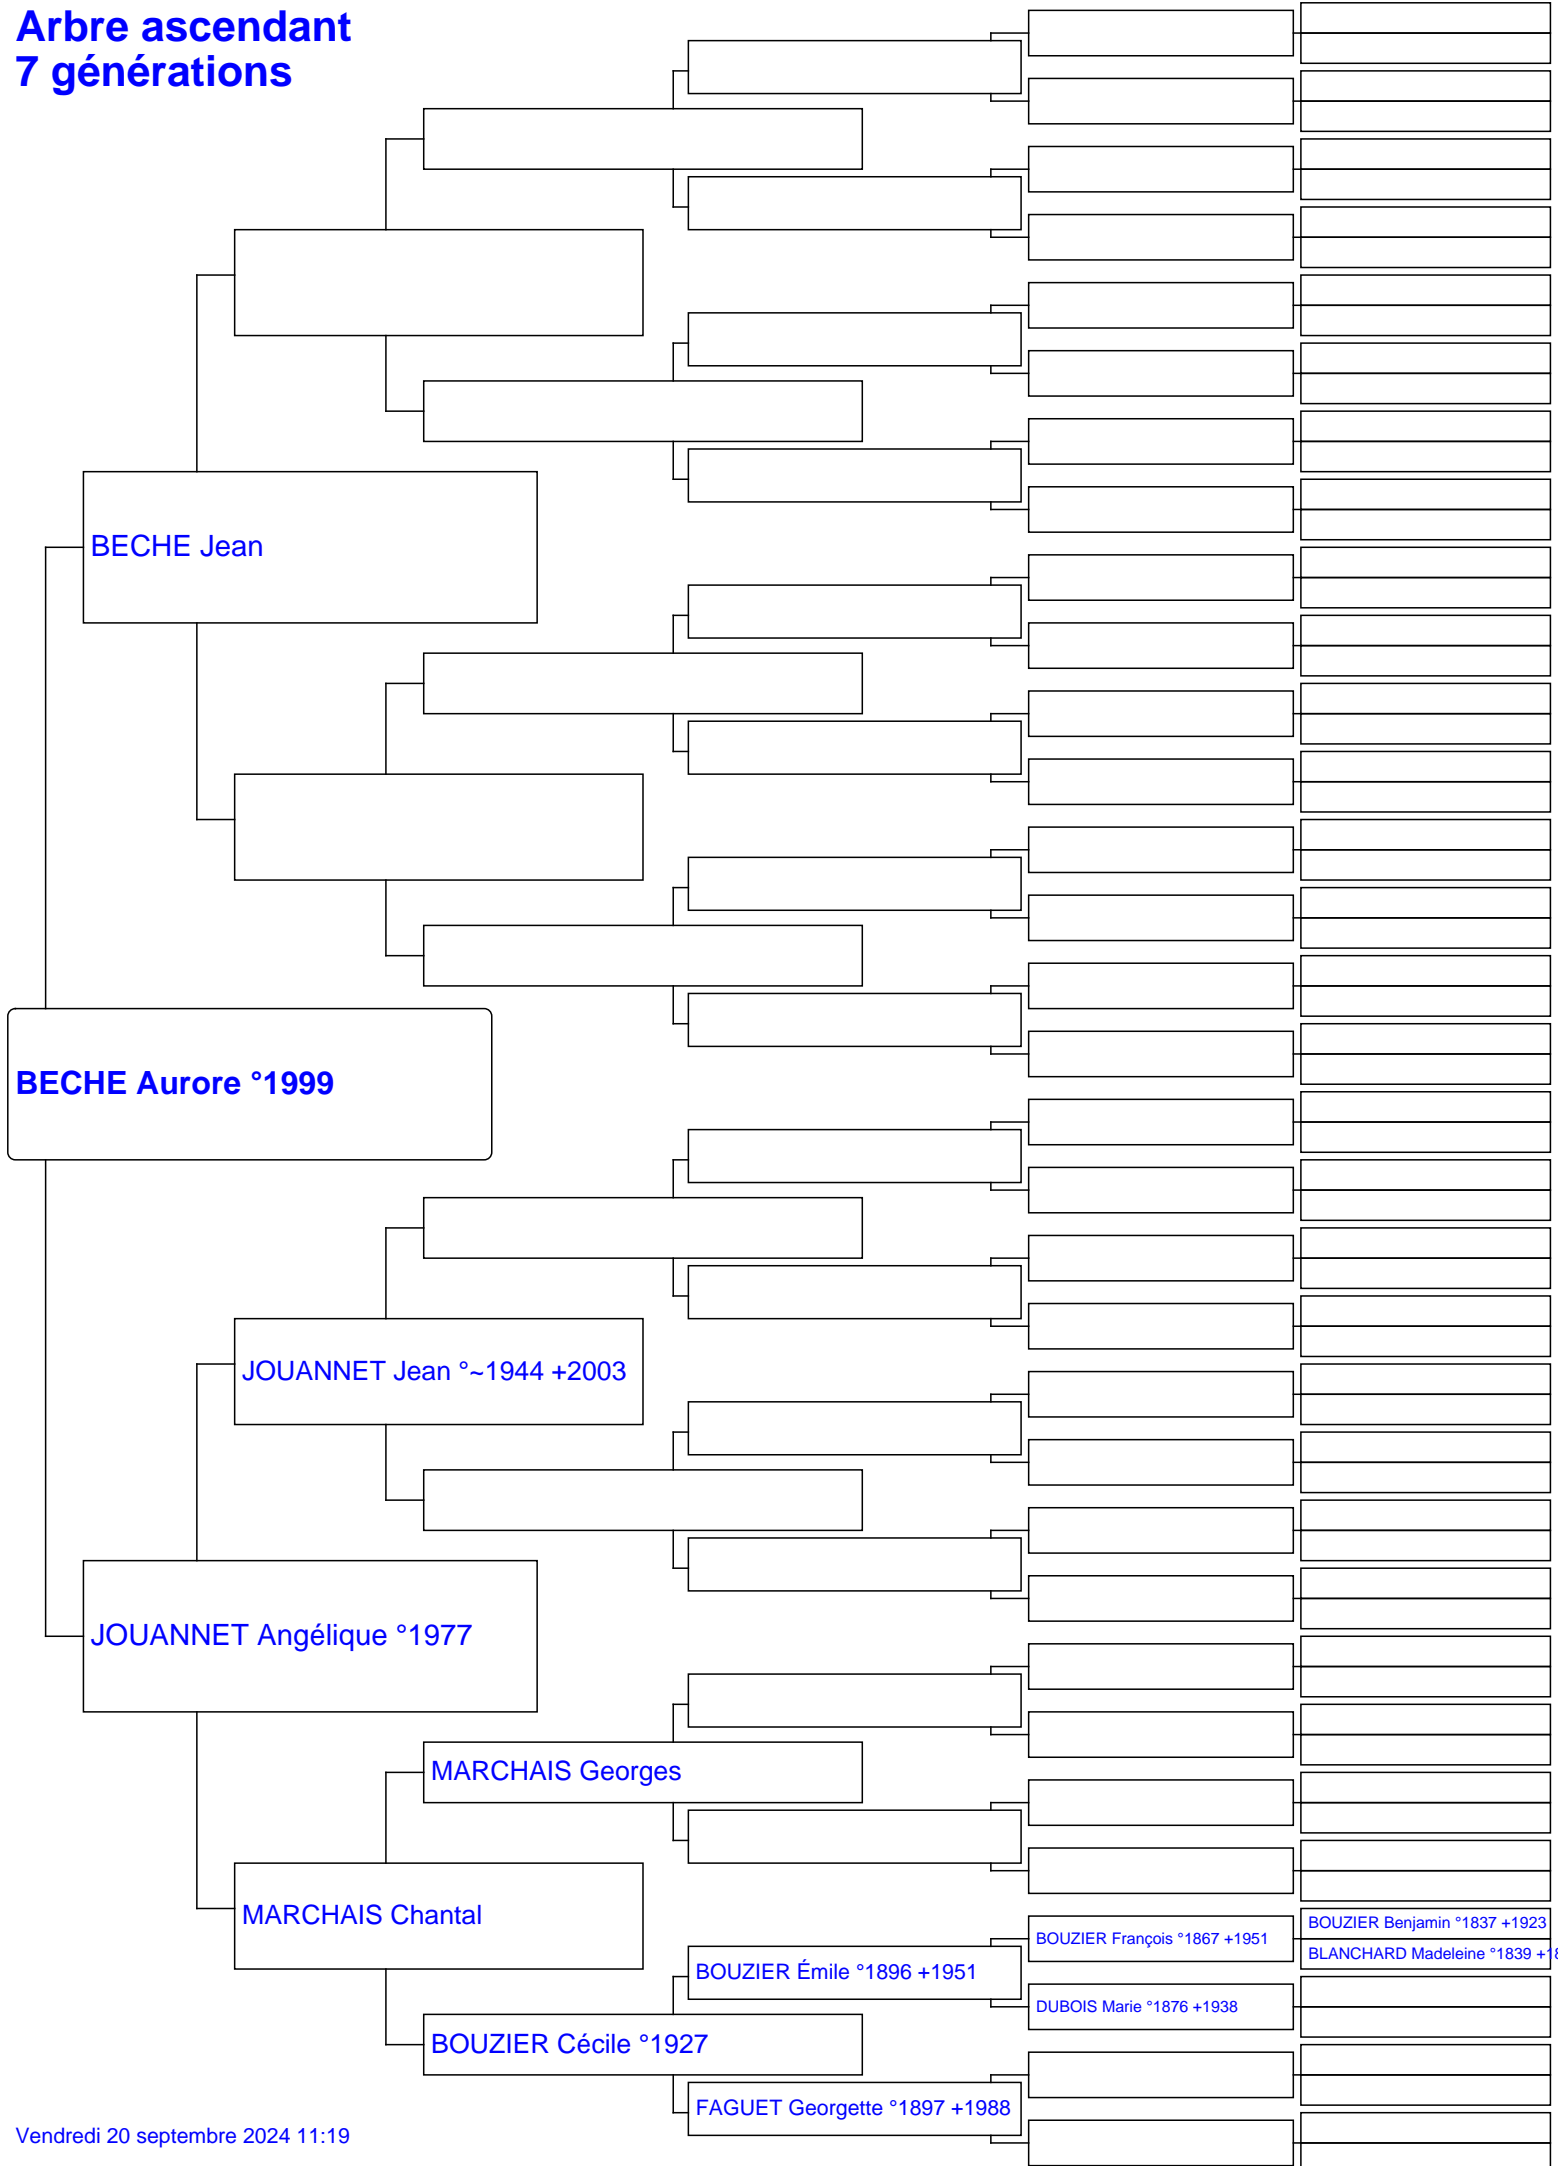 Arbre ascendant
7 générations
BECHE Jean
BECHE Aurore °1999
JOUANNET Jean °~1944 +2003
JOUANNET Angélique °1977
MARCHAIS Georges
MARCHAIS Chantal
BOUZIER Benjamin °1837 +1923
BOUZIER François °1867 +1951
BLANCHARD Madeleine °1839
BOUZIER Émile °1896 +1951
DUBOIS Marie °1876 +1938
BOUZIER Cécile °1927
FAGUET Georgette °1897 +1988
Vendredi 20 septembre 2024 11:19